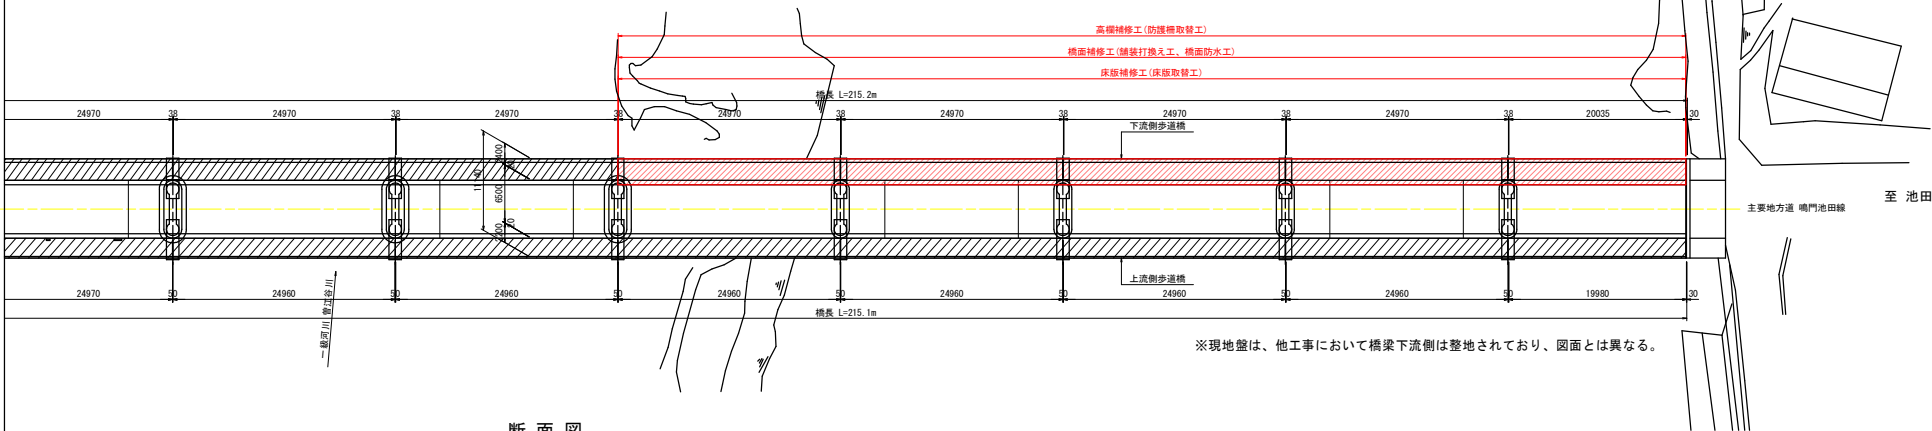 高欄補修工(防護柵取替工)
橋面補修工(舗装打換え工、橋面防水工)
床版補修工(床版取替工)
橋長 L=215.2m
24970 38 24970 38 24970 38 24970 38 24970 38 24970 38 24970 38 20035 30
下流側歩道橋
6500
主要地方道 鳴門池田線
至 池田
上流側歩道橋
24970 50 24960 50 24960 50 24960 50 24960 50 24960 50 24960 50 19980 30
橋長 L=215.1m
一級河川 曽江谷川
※現地盤は、他工事において橋梁下流側は整地されており、図面とは異なる。
断面図